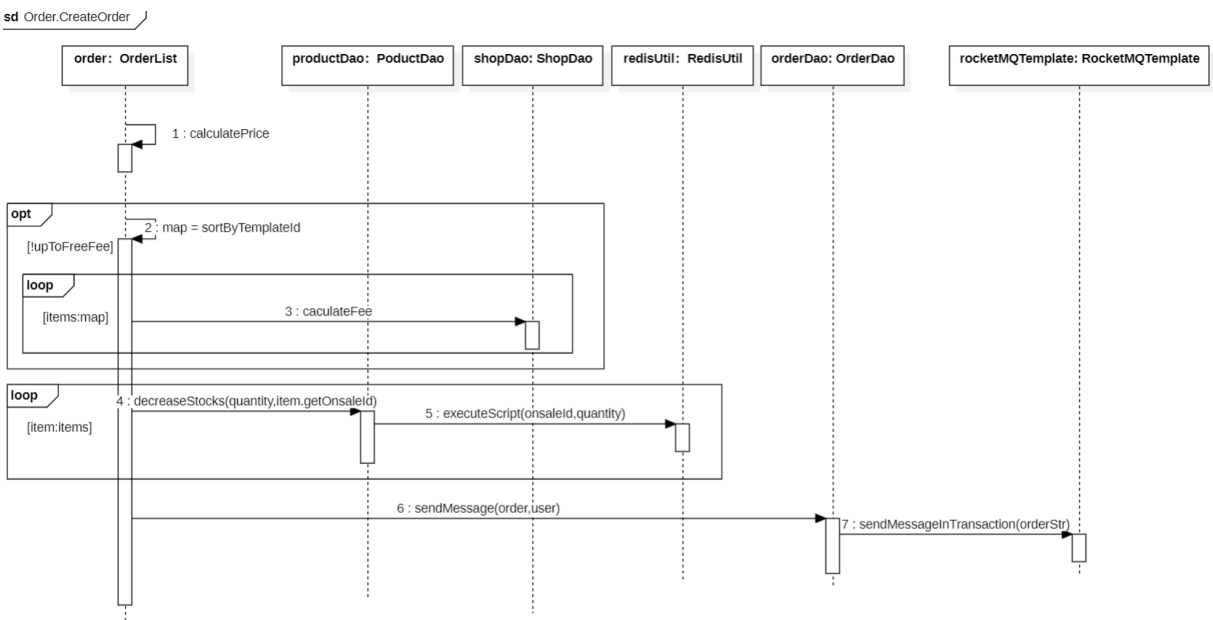 sd Order.CreateOrder
order: OrderList
productDao: PoductDao
shopDao: ShopDao
redisUtil: RedisUtil
orderDao: OrderDao
rocketMQTemplate: RocketMQTemplate
1 : calculatePrice
opt
2 : map = sortByTemplateId
[!upToFreeFee]
loop
3 : caculateFee
[items:map]
loop
4 : decreaseStocks(quantity,item.getOnsaleId)
5 : executeScript(onsaleId,quantity)
[item:items]
6 : sendMessage(order,user)
7 : sendMessageInTransaction(orderStr)